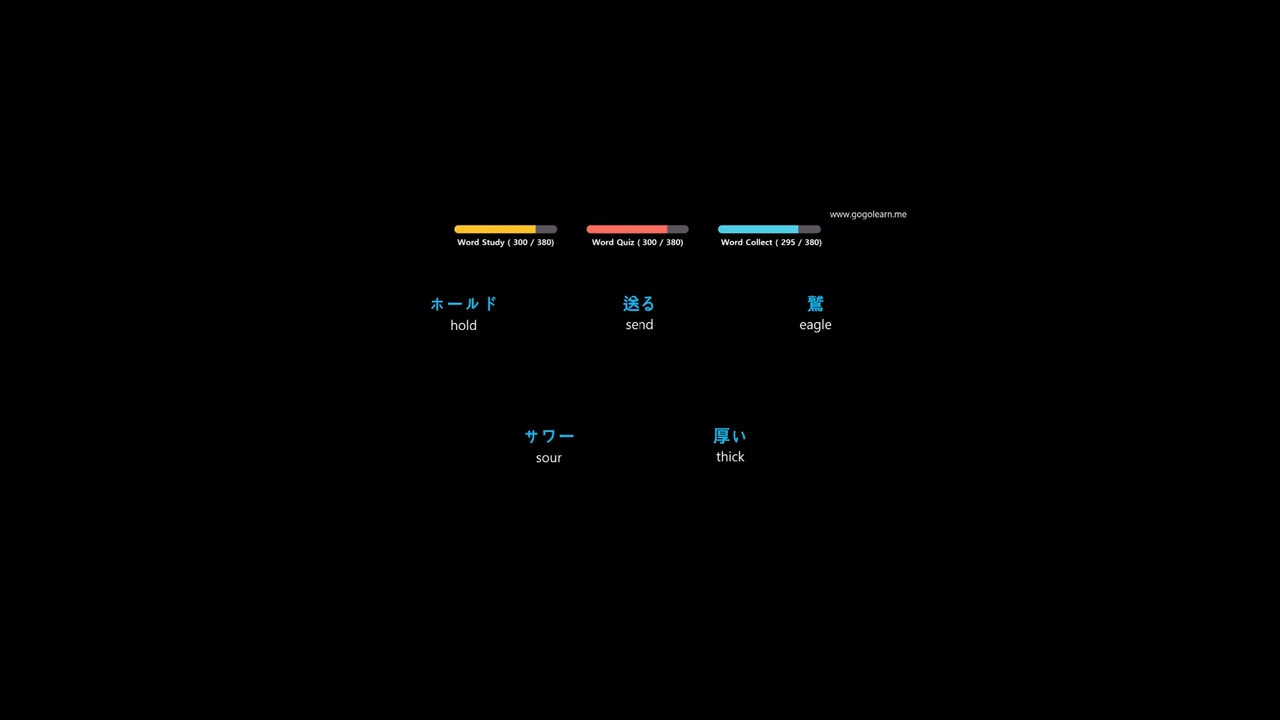 www.gogolearn.me
Word Study ( 300 / 380) Word Quiz ( 300 / 380) Word Collect ( 295 / 380)
ホールド 送る 鷲
hold send eagle
サワー 厚い
sour thick